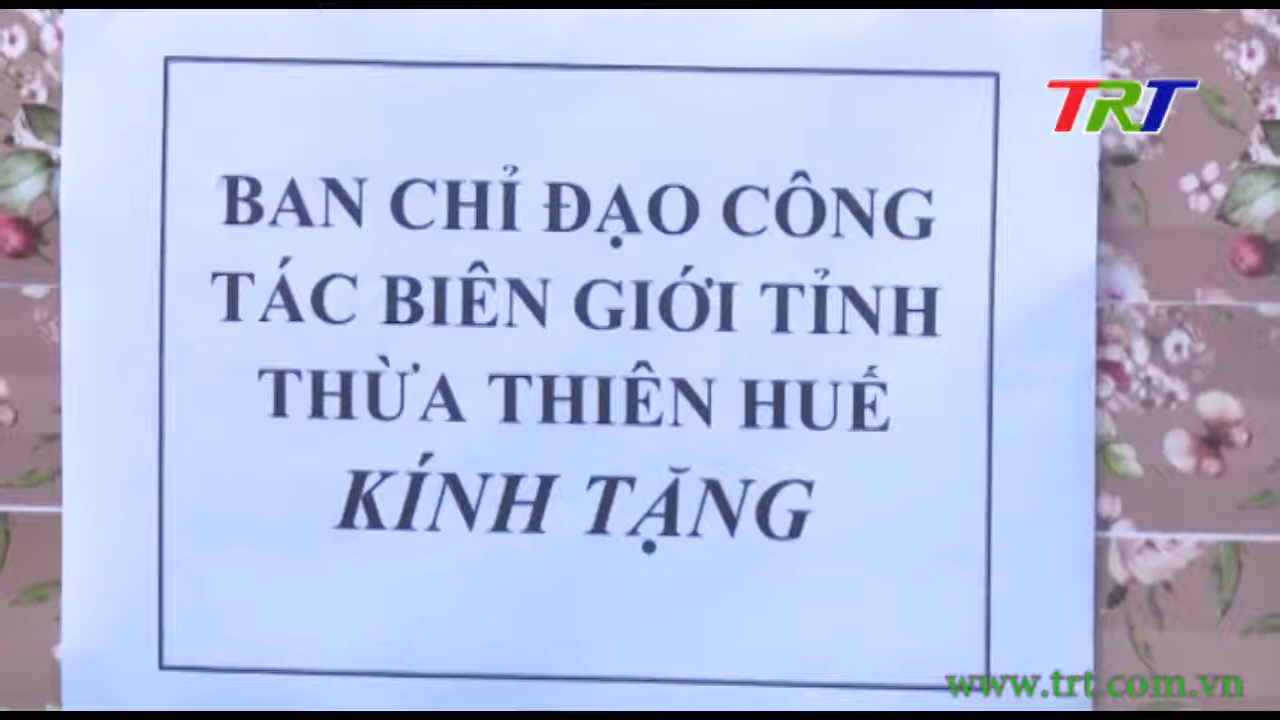 TRT
BAN CHỈ ĐẠO CÔNG
TÁC BIÊN GIỚI TỈNH
THỪA THIÊN HUẾ
KÍNH TẶNG
www.trt.com.vn